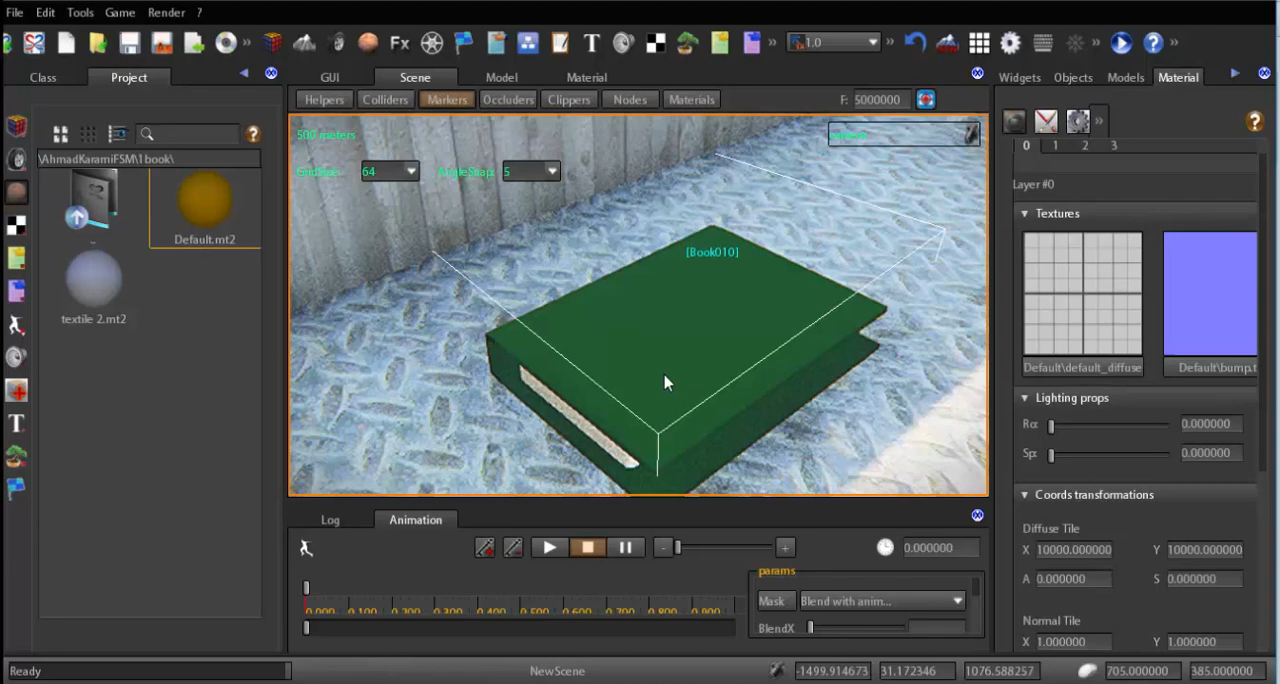 File Edit Tools Game Render ?
Fx T 1.0
Class Project
GUI Scene Model Material
Widgets Objects Models Material
Helpers Colliders Markers Occluders Clippers Nodes Materials F: 5000000
500 meters
GridSize 64 AngleSnap 5
\AhmadKaramiFSM\1book\
..
Default.mt2
textile 2.mt2
[Book010]
0 1 2 3
Layer #0
Textures
Default\default_diffuse Default\bump.t
Lighting props
Ro: 0.000000
Sp: 0.000000
Coords transformations
Diffuse Tile
X 10000.000000 Y 10000.000000
A 0.000000 S 0.000000
Normal Tile
X 1.000000 Y 1.000000
Log Animation
- + 0.000000
0.000 0.100 0.200 0.300 0.400 0.500 0.600 0.700 0.800 0.900
params
Mask Blend with anim...
BlendX
Ready NewScene -1499.914673 31.172346 1076.588257 705.000000 385.000000